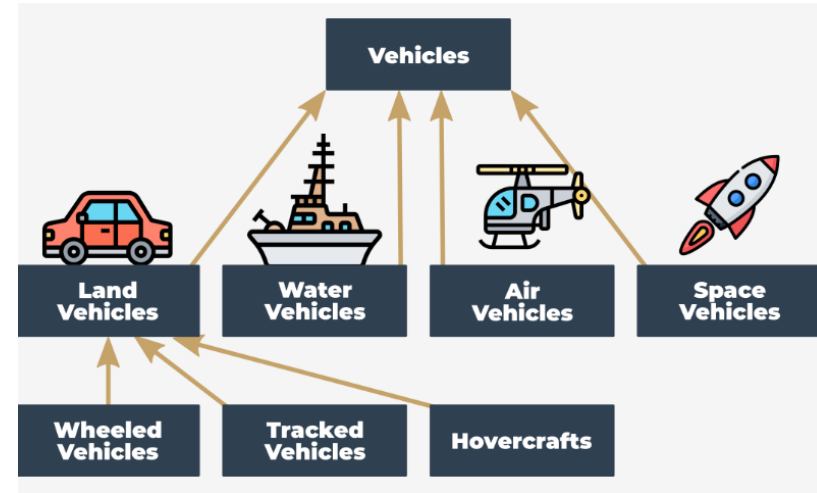 Vehicles
Land
Vehicles
Water
Vehicles
Air
Vehicles
Space
Vehicles
Wheeled
Vehicles
Tracked
Vehicles
Hovercrafts